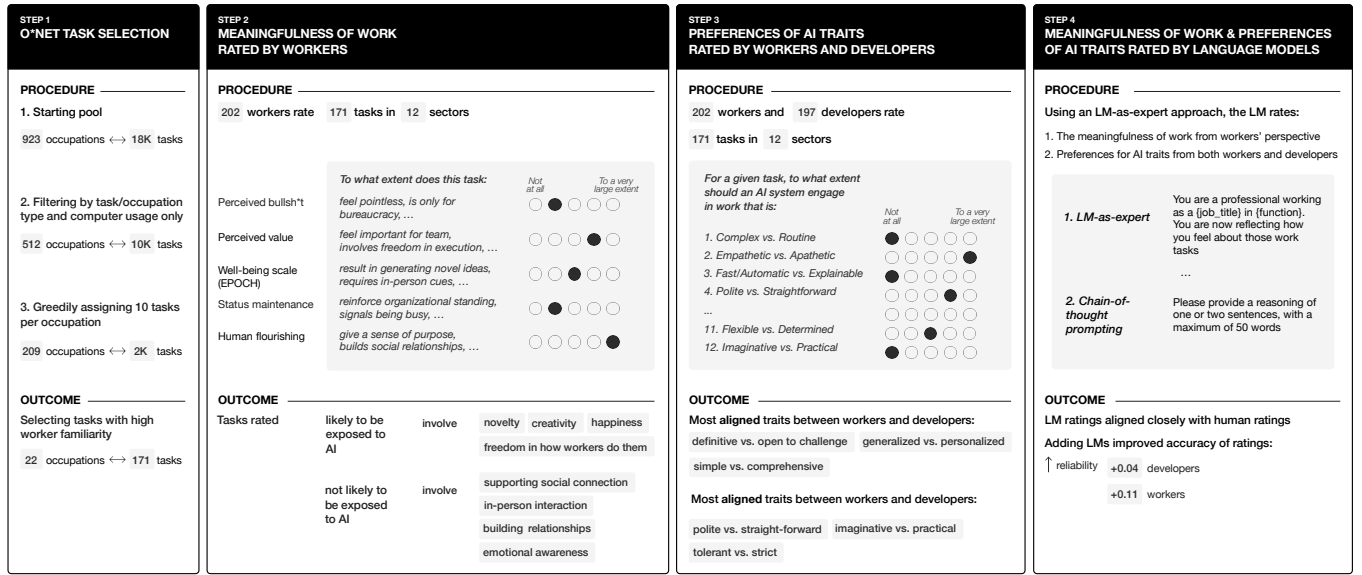 STEP 1
O*NET TASK SELECTION
PROCEDURE
1. Starting pool
923 occupations ⟷ 18K tasks
2. Filtering by task/occupation
type and computer usage only
512 occupations ⟷ 10K tasks
3. Greedily assigning 10 tasks
per occupation
209 occupations ⟷ 2K tasks
OUTCOME
Selecting tasks with high
worker familiarity
22 occupations ⟷ 171 tasks
STEP 2
MEANINGFULNESS OF WORK
RATED BY WORKERS
PROCEDURE
202 workers rate 171 tasks in 12 sectors
To what extent does this task:
Not
at all
To a very
large extent
Perceived bullsh*t
feel pointless, is only for
bureaucracy, …
Perceived value
feel important for team,
involves freedom in execution, …
Well-being scale
(EPOCH)
result in generating novel ideas,
requires in-person cues, …
Status maintenance
reinforce organizational standing,
signals being busy, …
Human flourishing
give a sense of purpose,
builds social relationships, …
OUTCOME
Tasks rated
likely to be
exposed to
AI
involve
novelty creativity happiness
freedom in how workers do them
not likely to
be exposed
to AI
involve
supporting social connection
in-person interaction
building relationships
emotional awareness
STEP 3
PREFERENCES OF AI TRAITS
RATED BY WORKERS AND DEVELOPERS
PROCEDURE
202 workers and 197 developers rate
171 tasks in 12 sectors
For a given task, to what extent
should an AI system engage
in work that is:
Not
at all
To a very
large extent
1. Complex vs. Routine
2. Empathetic vs. Apathetic
3. Fast/Automatic vs. Explainable
4. Polite vs. Straightforward
...
11. Flexible vs. Determined
12. Imaginative vs. Practical
OUTCOME
Most aligned traits between workers and developers:
definitive vs. open to challenge generalized vs. personalized
simple vs. comprehensive
Most aligned traits between workers and developers:
polite vs. straight-forward imaginative vs. practical
tolerant vs. strict
STEP 4
MEANINGFULNESS OF WORK & PREFERENCES
OF AI TRAITS RATED BY LANGUAGE MODELS
PROCEDURE
Using an LM-as-expert approach, the LM rates:
1. The meaningfulness of work from workers' perspective
2. Preferences for AI traits from both workers and developers
1. LM-as-expert
You are a professional working
as a {job_title} in {function}.
You are now reflecting how
you feel about those work
tasks
…
2. Chain-of-
thought
prompting
Please provide a reasoning of
one or two sentences, with a
maximum of 50 words
OUTCOME
LM ratings aligned closely with human ratings
Adding LMs improved accuracy of ratings:
↑ reliability +0.04 developers
+0.11 workers